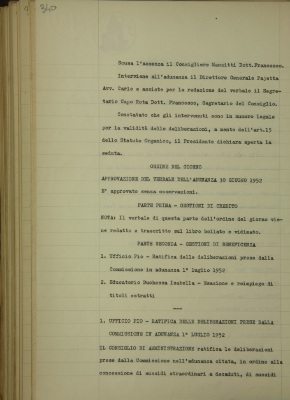 Scusa l'assenza il Consigliere Mancitti Dott.Francesco.
Interviene all'adunanza il Direttore Generale Pajetta
Avv. Carlo e assiste per la redazione del verbale il Segre-
tario Capo Rota Dott. Francesco, Segretario del Consiglio.
Constatato che gli intervenuti sono in numero legale
per la validità delle deliberazioni, a mente dell'art.15
dello Statuto Organico, il Presidente dichiara aperta la
seduta.
ORDINE DEL GIORNO
APPROVAZIONE DEL VERBALE DELL'ADUNANZA 10 GIUGNO 1952
E' approvato senza osservazioni.
PARTE PRIMA - GESTIONI DI CREDITO
NOTA: Il verbale di questa parte dell'ordine del giorno vie-
ne redatto e trascritto sul libro bollato e vidimato.
PARTE SECONDA - GESTIONI DI BENEFICENZA
1. Ufficio Pio - Ratifica delle deliberazioni prese dalla
Commissione in adunanza 1° luglio 1952
2. Educatorio Duchessa Isabella - Esazione e reimpiego di
titoli estratti
1. UFFICIO PIO - RATIFICA DELLE DELIBERAZIONI PRESE DALLA
COMMISSIONE IN ADUNANZA 1° LUGLIO 1952
IL CONSIGLIO DI AMMINISTRAZIONE ratifica le deliberazioni
prese dalla Commissione nell'adunanza citata, in ordine alla
concessione di sussidi straordinari a decaduti, di sussidi